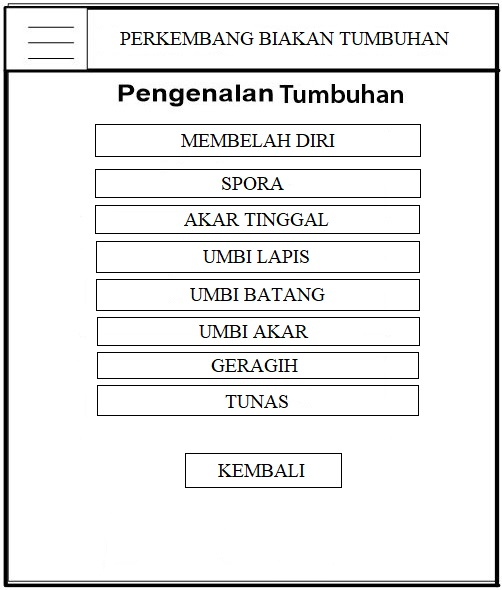 PERKEMBANG BIAKAN TUMBUHAN
Pengenalan Tumbuhan
MEMBELAH DIRI
SPORA
AKAR TINGGAL
UMBI LAPIS
UMBI BATANG
UMBI AKAR
GERAGIH
TUNAS
KEMBALI